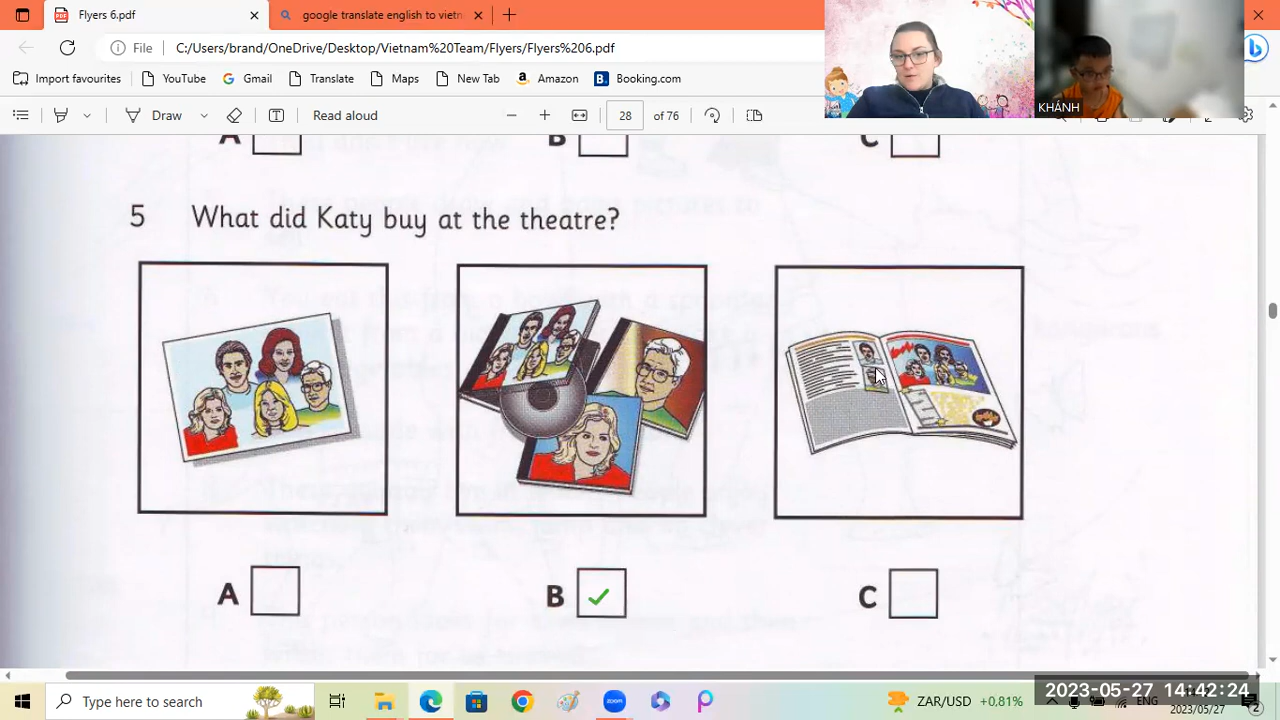 Flyers 6.pdf
google translate english to vietn
File
C:/Users/brand/OneDrive/Desktop/Vietnam%20Team/Flyers/Flyers%206.pdf
Import favourites
YouTube
Gmail
Translate
Maps
New Tab
Amazon
Booking.com
KHÁNH
Draw
Read aloud
28
of 76
A
B
C
5 What did Katy buy at the theatre?
A
B
C
Type here to search
ZAR/USD +0,81%
ENG
2023-05-27 14:42:24
2023/05/27